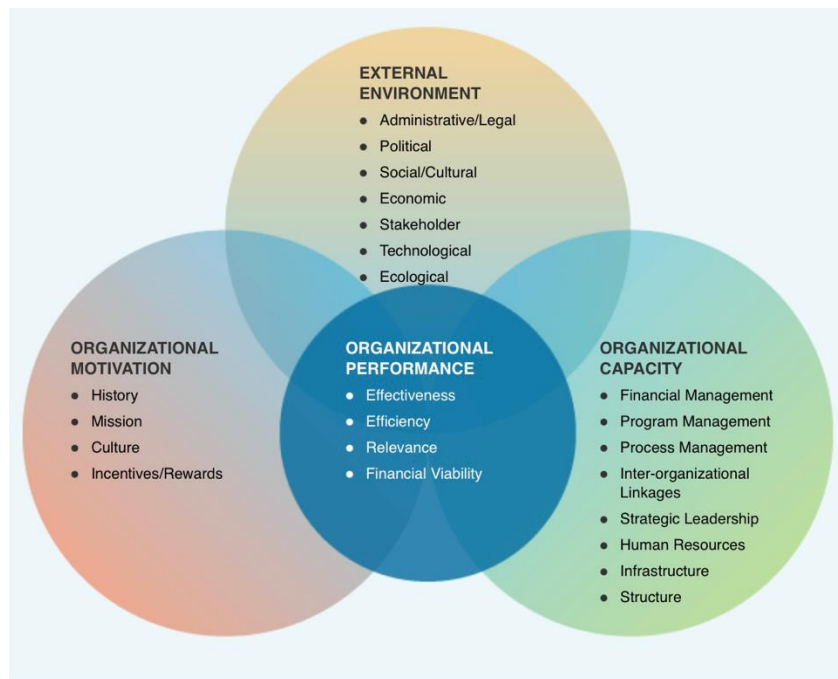 EXTERNAL
ENVIRONMENT
● Administrative/Legal
● Political
● Social/Cultural
● Economic
● Stakeholder
● Technological
● Ecological
ORGANIZATIONAL
MOTIVATION
● History
● Mission
● Culture
● Incentives/Rewards
ORGANIZATIONAL
PERFORMANCE
● Effectiveness
● Efficiency
● Relevance
● Financial Viability
ORGANIZATIONAL
CAPACITY
● Financial Management
● Program Management
● Process Management
● Inter-organizational
Linkages
● Strategic Leadership
● Human Resources
● Infrastructure
● Structure